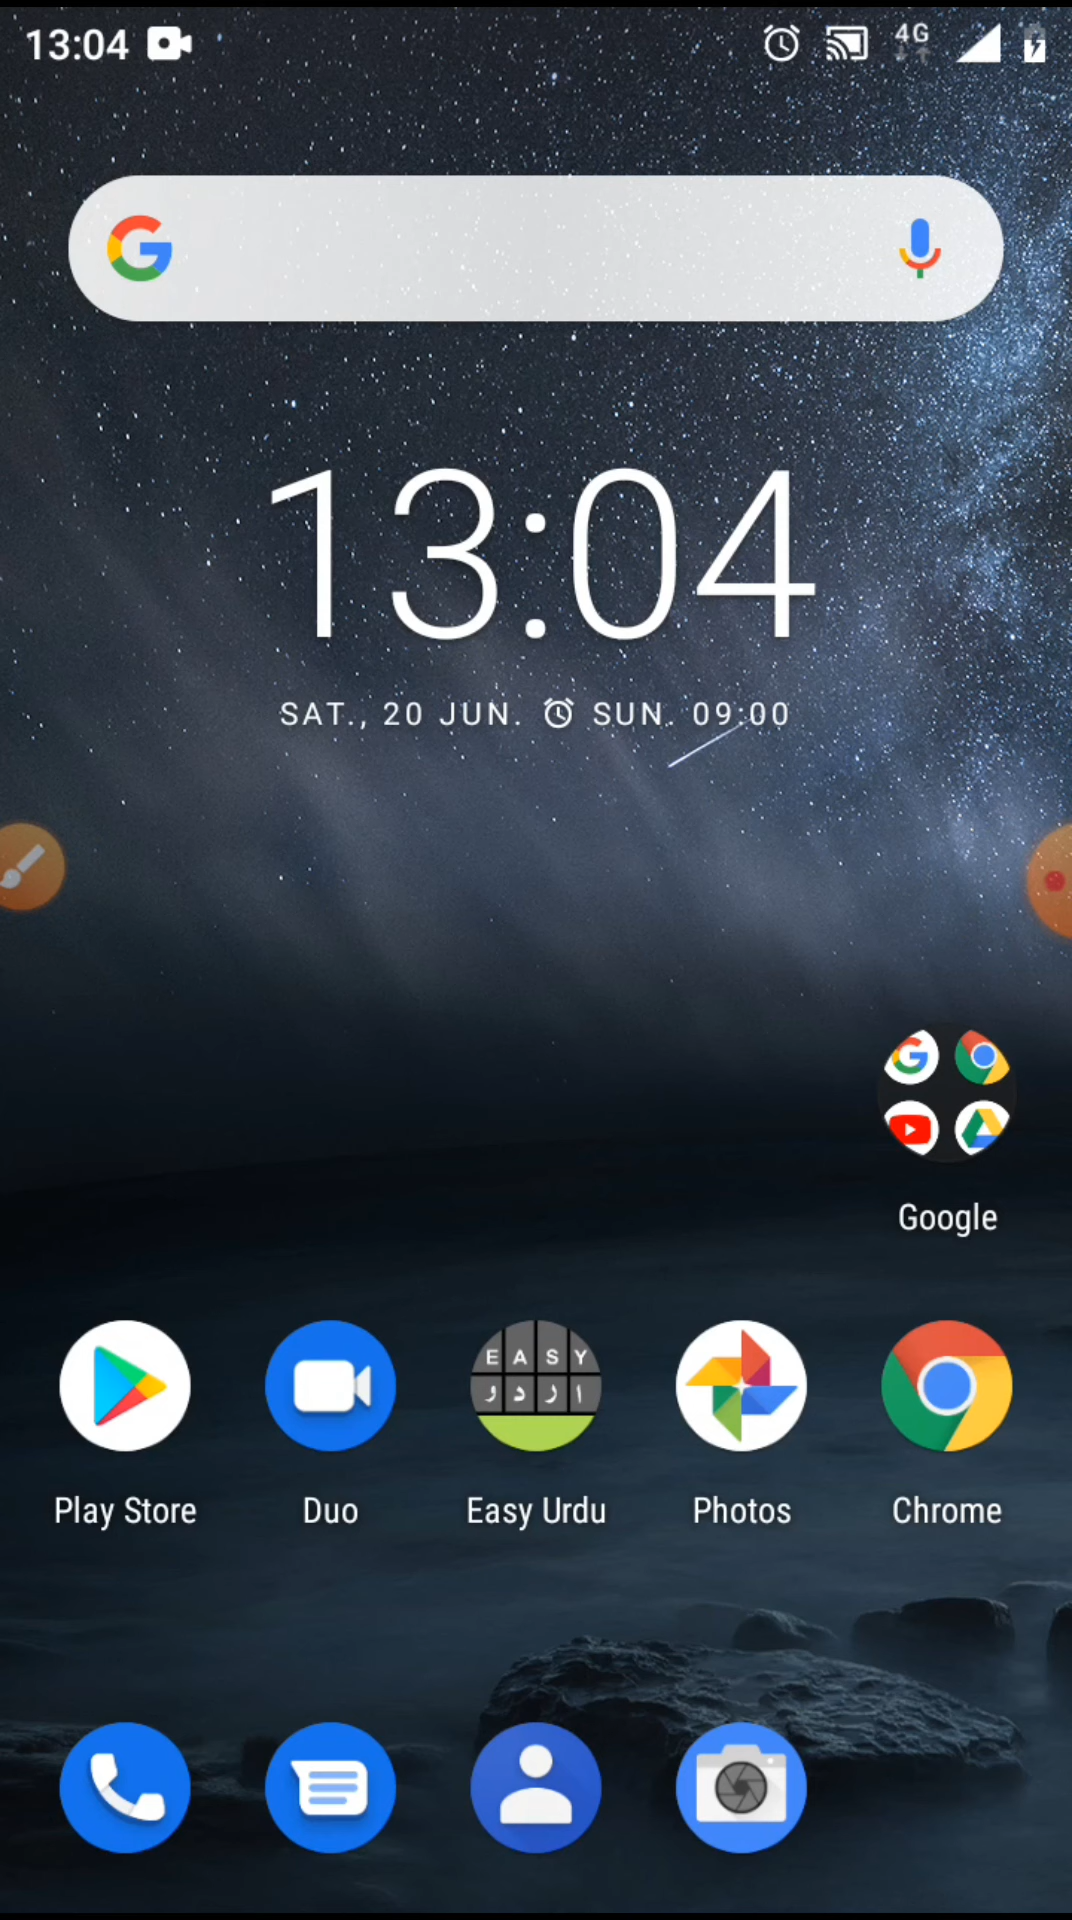 13:04 4G
13:04
SAT., 20 JUN. SUN. 09:00
Google
E A S Y
ا ر د و
Play Store Duo Easy Urdu Photos Chrome